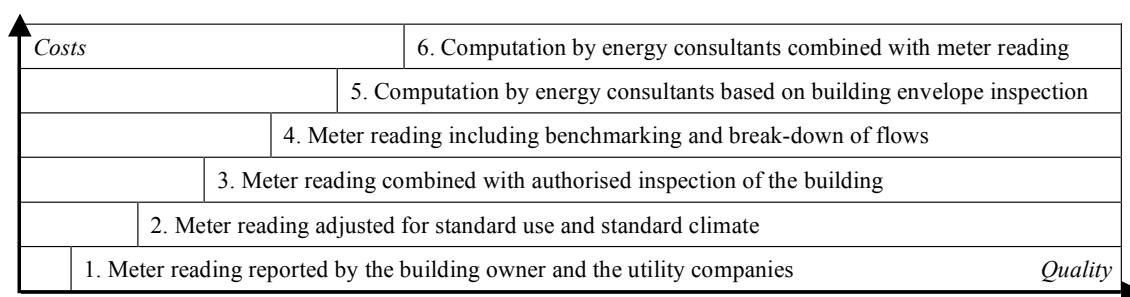 Costs
6. Computation by energy consultants combined with meter reading
5. Computation by energy consultants based on building envelope inspection
4. Meter reading including benchmarking and break-down of flows
3. Meter reading combined with authorised inspection of the building
2. Meter reading adjusted for standard use and standard climate
1. Meter reading reported by the building owner and the utility companies
Quality